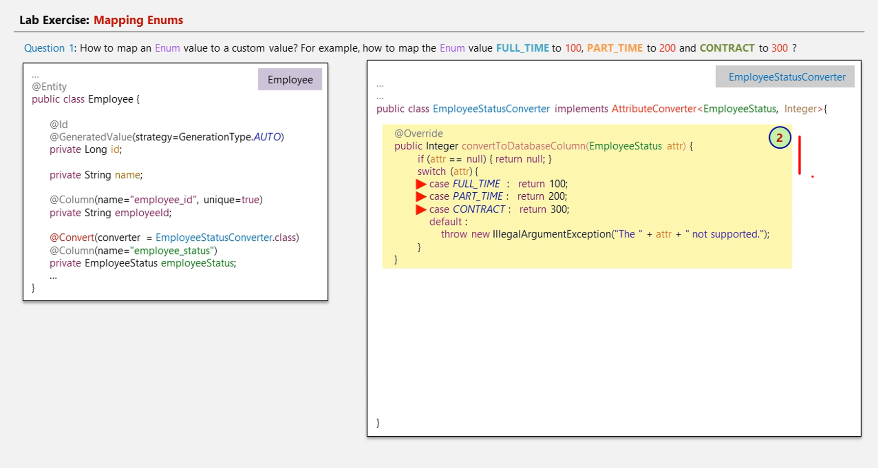 Lab Exercise: Mapping Enums
Question 1: How to map an Enum value to a custom value? For example, how to map the Enum value FULL_TIME to 100, PART_TIME to 200 and CONTRACT to 300 ?
Employee
...
@Entity
public class Employee {
@Id
@GeneratedValue(strategy=GenerationType.AUTO)
private Long id;
private String name;
@Column(name="employee_id", unique=true)
private String employeeId;
@Convert(converter = EmployeeStatusConverter.class)
@Column(name="employee_status")
private EmployeeStatus employeeStatus;
...
}
EmployeeStatusConverter
...
...
public class EmployeeStatusConverter implements AttributeConverter<EmployeeStatus, Integer>{
@Override
2
public Integer convertToDatabaseColumn(EmployeeStatus attr) {
if (attr == null) { return null; }
switch (attr) {
case FULL_TIME : return 100;
case PART_TIME : return 200;
case CONTRACT : return 300;
default :
throw new IllegalArgumentException("The " + attr + " not supported.");
}
}
}